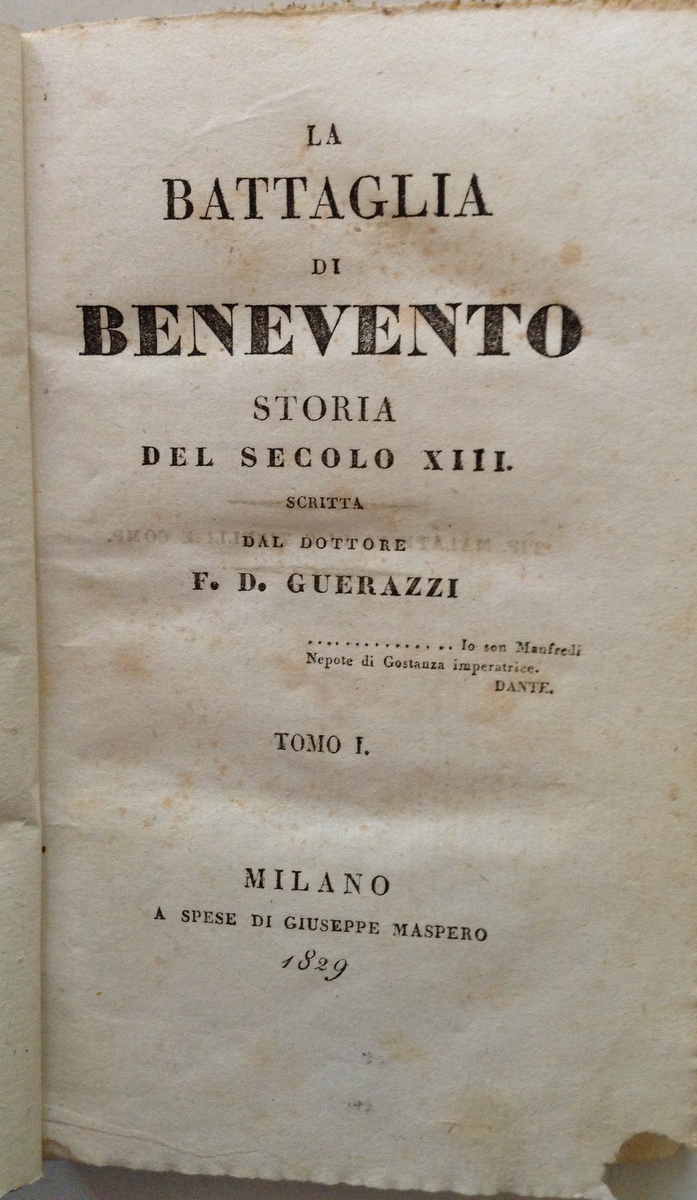 LA
BATTAGLIA
DI
BENEVENTO
STORIA
DEL SECOLO XIII.
SCRITTA
DAL DOTTORE
F. D. GUERAZZI
............... Io son Manfredi
Nepote di Gostanza imperatrice.
DANTE.
TOMO I.
MILANO
A SPESE DI GIUSEPPE MASPERO
1829